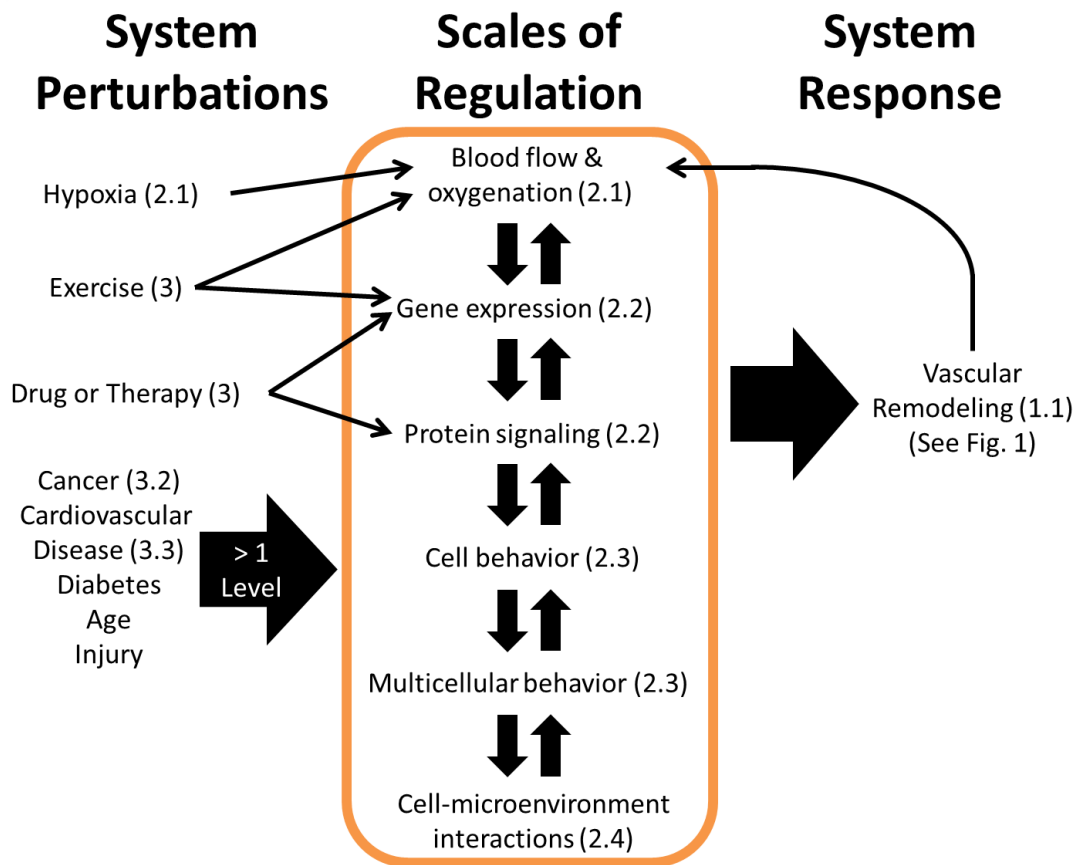 System
Perturbations
Scales of
Regulation
System
Response
Hypoxia (2.1)
Exercise (3)
Drug or Therapy (3)
Cancer (3.2)
Cardiovascular
Disease (3.3)
Diabetes
Age
Injury
> 1
Level
Blood flow &
oxygenation (2.1)
Gene expression (2.2)
Protein signaling (2.2)
Cell behavior (2.3)
Multicellular behavior (2.3)
Cell-microenvironment
interactions (2.4)
Vascular
Remodeling (1.1)
(See Fig. 1)